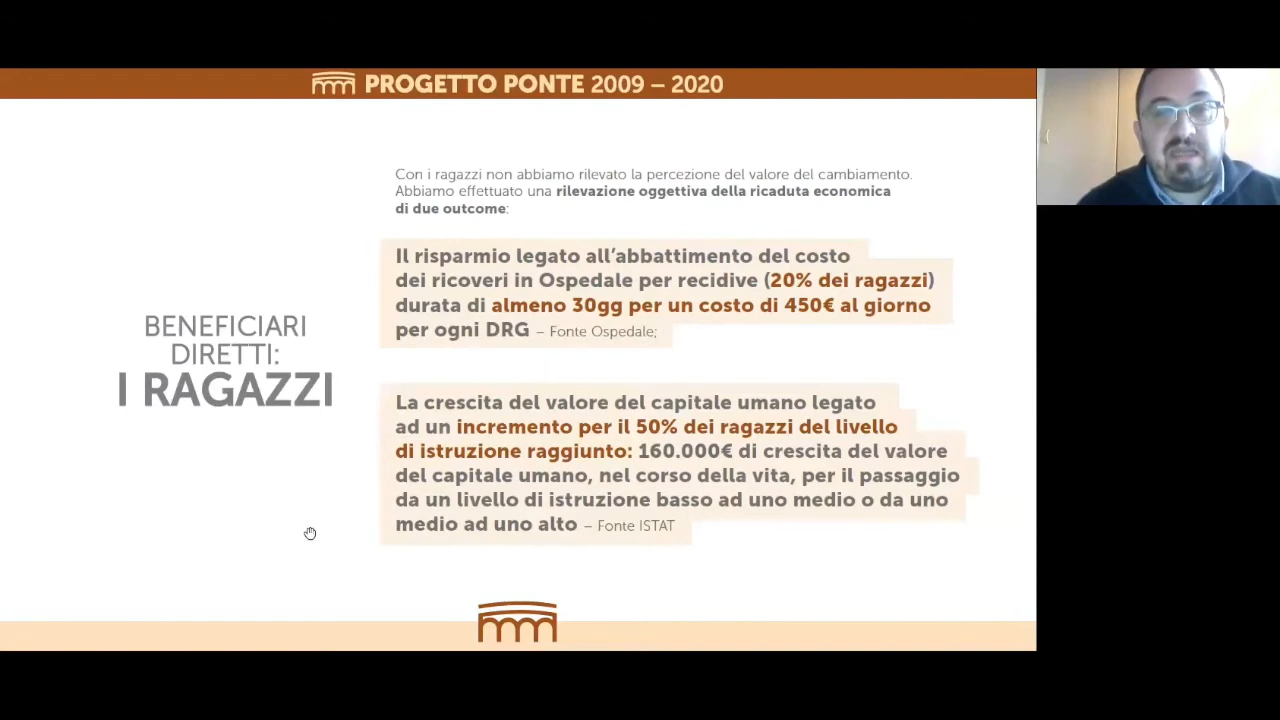 PROGETTO PONTE 2009 – 2020
Con i ragazzi non abbiamo rilevato la percezione del valore del cambiamento.
Abbiamo effettuato una rilevazione oggettiva della ricaduta economica
di due outcome:
Il risparmio legato all’abbattimento del costo
dei ricoveri in Ospedale per recidive (20% dei ragazzi)
durata di almeno 30gg per un costo di 450€ al giorno
per ogni DRG – Fonte Ospedale;
BENEFICIARI
DIRETTI:
I RAGAZZI
La crescita del valore del capitale umano legato
ad un incremento per il 50% dei ragazzi del livello
di istruzione raggiunto: 160.000€ di crescita del valore
del capitale umano, nel corso della vita, per il passaggio
da un livello di istruzione basso ad uno medio o da uno
medio ad uno alto – Fonte ISTAT